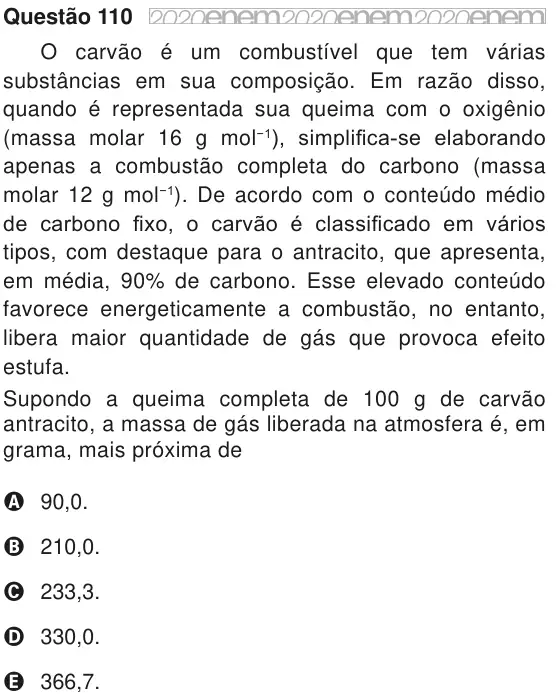 Questão 110 2020enem2020enem2020enem
O carvão é um combustível que tem várias
substâncias em sua composição. Em razão disso,
quando é representada sua queima com o oxigênio
(massa molar 16 g mol⁻¹), simplifica-se elaborando
apenas a combustão completa do carbono (massa
molar 12 g mol⁻¹). De acordo com o conteúdo médio
de carbono fixo, o carvão é classificado em vários
tipos, com destaque para o antracito, que apresenta,
em média, 90% de carbono. Esse elevado conteúdo
favorece energeticamente a combustão, no entanto,
libera maior quantidade de gás que provoca efeito
estufa.
Supondo a queima completa de 100 g de carvão
antracito, a massa de gás liberada na atmosfera é, em
grama, mais próxima de
A 90,0.
B 210,0.
C 233,3.
D 330,0.
E 366,7.